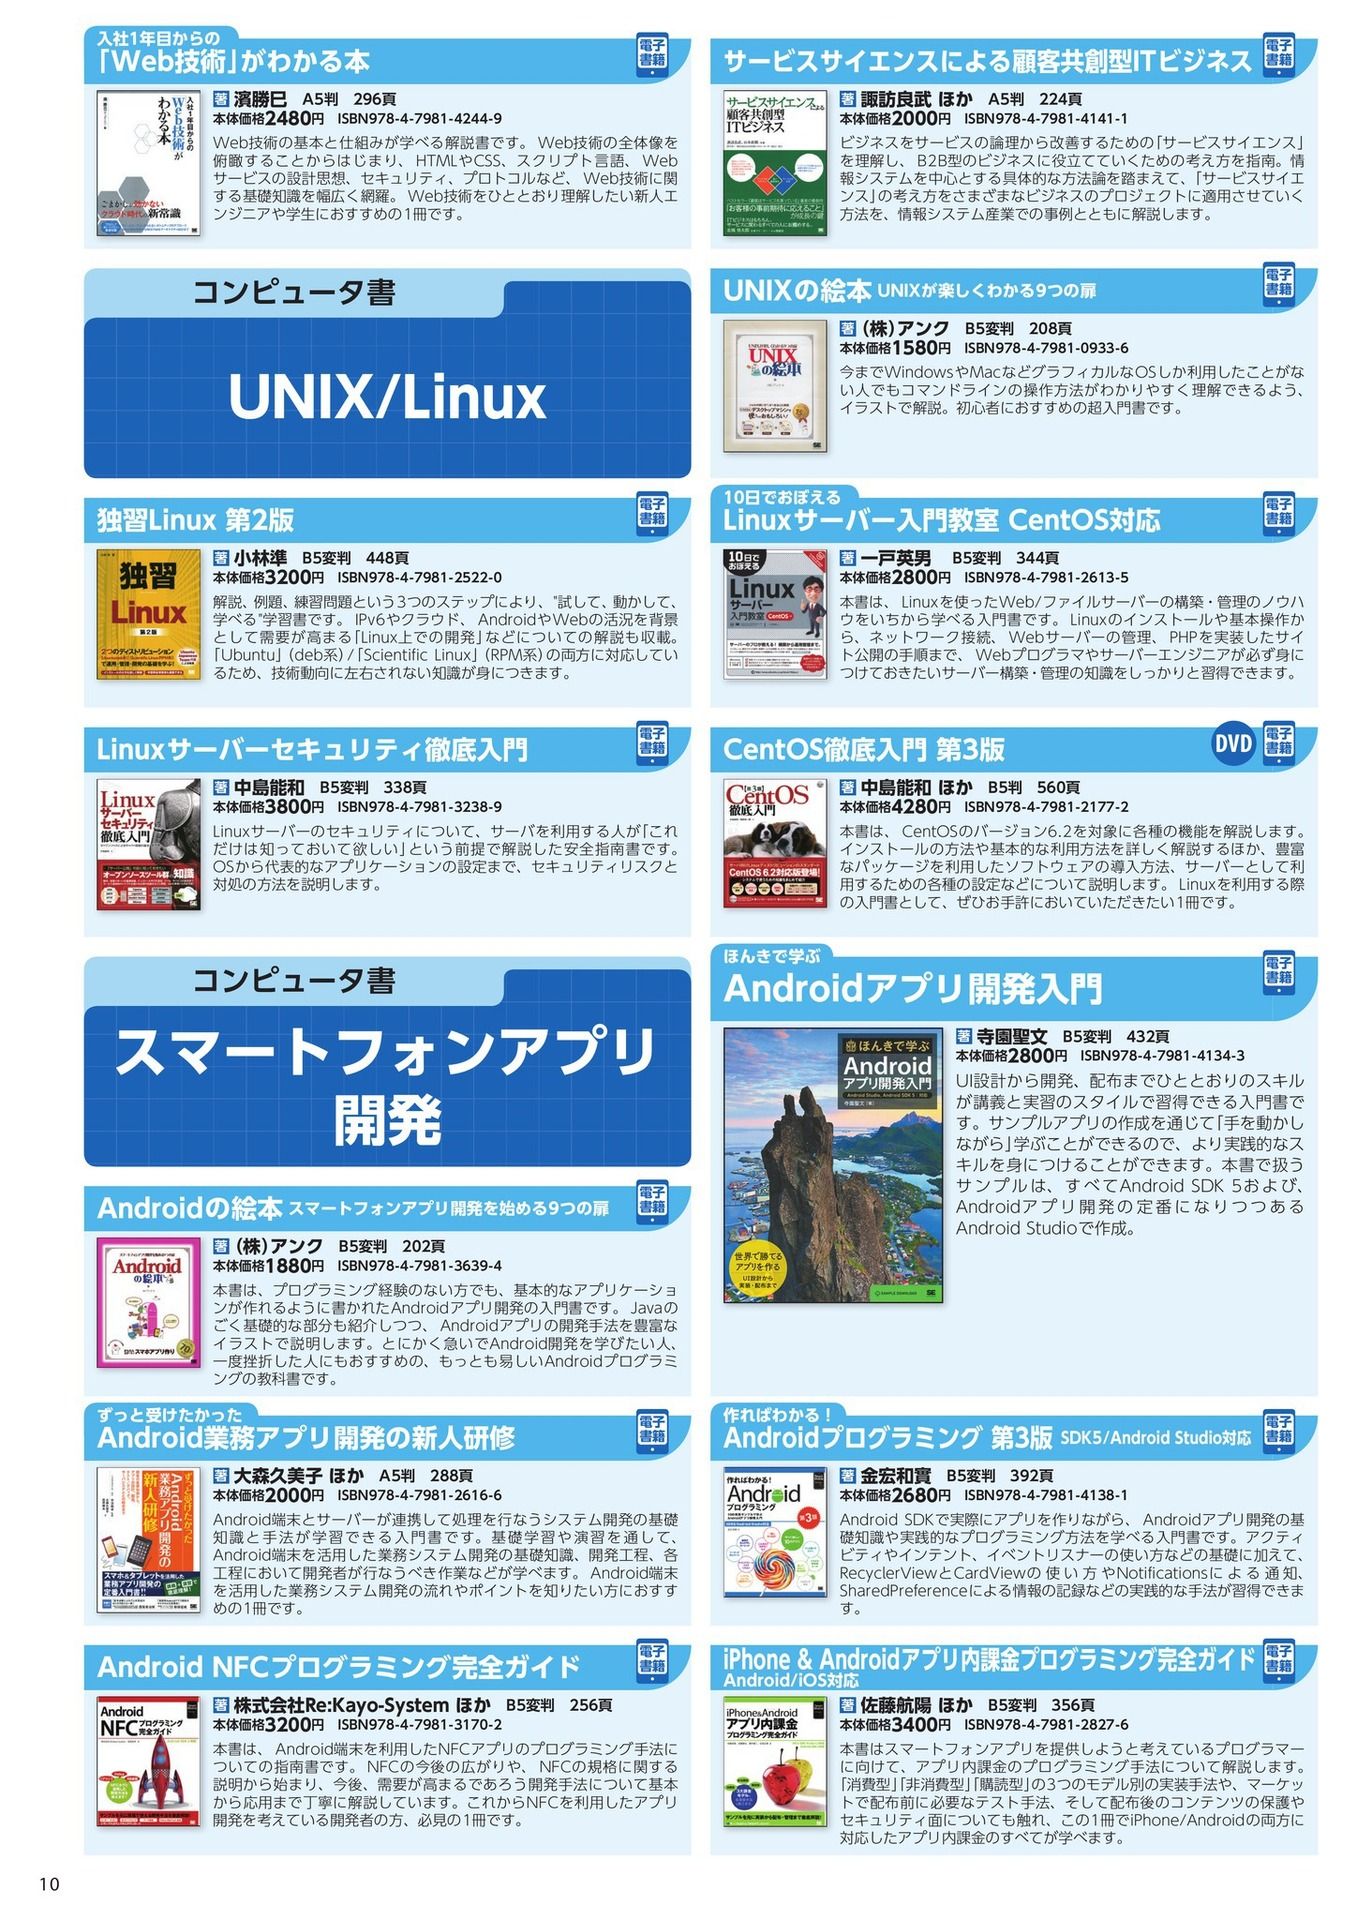 入社1年目からの
「Web技術」がわかる本
電子
書籍
著 濱勝巳 A5判 296頁
本体価格2480円 ISBN978-4-7981-4244-9
Web技術の基本と仕組みが学べる解説書です。 Web技術の全体像を
俯瞰することからはじまり、 HTMLやCSS、スクリプト言語、 Web
サービスの設計思想、セキュリティ、プロトコルなど、 Web技術に関
する基礎知識を幅広く網羅。 Web技術をひととおり理解したい新人エ
ンジニアや学生におすすめの1冊です。
サービスサイエンスによる顧客共創型ITビジネス
電子
書籍
著 諏訪良武 ほか A5判 224頁
本体価格2000円 ISBN978-4-7981-4141-1
ビジネスをサービスの論理から改善するための「サービスサイエンス」
を理解し、 B2B型のビジネスに役立てていくための考え方を指南。情
報システムを中心とする具体的な方法論を踏まえて、「サービスサイエ
ンス」の考え方をさまざまなビジネスのプロジェクトに適用させていく
方法を、情報システム産業での事例とともに解説します。
コンピュータ書
UNIX/Linux
UNIXの絵本 UNIXが楽しくわかる9つの扉
電子
書籍
著 (株)アンク B5変判 208頁
本体価格1580円 ISBN978-4-7981-0933-6
今までWindowsやMacなどグラフィカルなOSしか利用したことがな
い人でもコマンドラインの操作方法がわかりやすく理解できるよう、
イラストで解説。初心者におすすめの超入門書です。
独習Linux 第2版
電子
書籍
著 小林準 B5変判 448頁
本体価格3200円 ISBN978-4-7981-2522-0
解説、例題、練習問題という3つのステップにより、"試して、動かして、
学べる"学習書です。 IPv6やクラウド、 AndroidやWebの活況を背景
として需要が高まる「Linux上での開発」などについての解説も収載。
「Ubuntu」(deb系)/「Scientific Linux」(RPM系)の両方に対応してい
るため、技術動向に左右されない知識が身につきます。
10日でおぼえる
Linuxサーバー入門教室 CentOS対応
電子
書籍
著 一戸英男 B5変判 344頁
本体価格2800円 ISBN978-4-7981-2613-5
本書は、Linuxを使ったWeb/ファイルサーバーの構築・管理のノウハ
ウをいちから学べる入門書です。Linuxのインストールや基本操作か
ら、ネットワーク接続、 Webサーバーの管理、 PHPを実装したサイ
ト公開の手順まで、 Webプログラマやサーバーエンジニアが必ず身に
つけておきたいサーバー構築・管理の知識をしっかりと習得できます。
Linuxサーバーセキュリティ徹底入門
電子
書籍
著 中島能和 B5変判 338頁
本体価格3800円 ISBN978-4-7981-3238-9
Linuxサーバーのセキュリティについて、サーバを利用する人が「これ
だけは知っておいて欲しい」という前提で解説した安全指南書です。
OSから代表的なアプリケーションの設定まで、セキュリティリスクと
対処の方法を説明します。
CentOS徹底入門 第3版
DVD
電子
書籍
著 中島能和 ほか B5判 560頁
本体価格4280円 ISBN978-4-7981-2177-2
本書は、CentOSのバージョン6.2を対象に各種の機能を解説します。
インストールの方法や基本的な利用方法を詳しく解説するほか、豊富
なパッケージを利用したソフトウェアの導入方法、サーバーとして利
用するための各種の設定などについて説明します。 Linuxを利用する際
の入門書として、ぜひお手許においていただきたい1冊です。
コンピュータ書
スマートフォンアプリ
開発
ほんきで学ぶ
Androidアプリ開発入門
電子
書籍
著 寺園聖文 B5変判 432頁
本体価格2800円 ISBN978-4-7981-4134-3
UI設計から開発、配布までひととおりのスキル
が講義と実習のスタイルで習得できる入門書で
す。サンプルアプリの作成を通じて「手を動かし
ながら」学ぶことができるので、より実践的なス
キルを身につけることができます。本書で扱う
サンプルは、すべてAndroid SDK 5および、
Androidアプリ開発の定番になりつつある
Android Studioで作成。
ほんきで学ぶ
Android
アプリ開発入門
世界で勝てる
アプリを作る
UI設計から
実装・配布まで
Androidの絵本 スマートフォンアプリ開発を始める9つの扉
電子
書籍
著 (株)アンク B5変判 202頁
本体価格1880円 ISBN978-4-7981-3639-4
本書は、プログラミング経験のない方でも、基本的なアプリケーショ
ンが作れるように書かれたAndroidアプリ開発の入門書です。Javaの
ごく基礎的な部分も紹介しつつ、 Androidアプリの開発手法を豊富な
イラストで説明します。とにかく急いでAndroid開発を学びたい人、
一度挫折した人にもおすすめの、もっとも易しいAndroidプログラミ
ングの教科書です。
ずっと受けたかった
Android業務アプリ開発の新人研修
電子
書籍
著 大森久美子 ほか A5判 288頁
本体価格2000円 ISBN978-4-7981-2616-6
Android端末とサーバーが連携して処理を行なうシステム開発の基礎
知識と手法が学習できる入門書です。基礎学習や演習を通して、
Android端末を活用した業務システム開発の基礎知識、開発工程、各
工程において開発者が行なうべき作業などが学べます。 Android端末
を活用した業務システム開発の流れやポイントを知りたい方におすす
めの1冊です。
作ればわかる!
Androidプログラミング 第3版 SDK5/Android Studio対応
電子
書籍
著 金宏和實 B5変判 392頁
本体価格2680円 ISBN978-4-7981-4138-1
Android SDKで実際にアプリを作りながら、 Androidアプリ開発の基
礎知識や実践的なプログラミング方法を学べる入門書です。アクティ
ビティやインテント、イベントリスナーの使い方などの基礎に加えて、
RecyclerViewとCardViewの使い方やNotificationsによる通知、
SharedPreferenceによる情報の記録などの実践的な手法が習得できま
す。
Android NFCプログラミング完全ガイド
電子
書籍
著 株式会社Re:Kayo-System ほか B5変判 256頁
本体価格3200円 ISBN978-4-7981-3170-2
本書は、Android端末を利用したNFCアプリのプログラミング手法に
ついての指南書です。 NFCの今後の広がりや、 NFCの規格に関する
説明から始まり、今後、需要が高まるであろう開発手法について基本
から応用まで丁寧に解説しています。これからNFCを利用したアプリ
開発を考えている開発者の方、必見の1冊です。
iPhone & Androidアプリ内課金プログラミング完全ガイド
Android/iOS対応
電子
書籍
著 佐藤航陽 ほか B5変判 356頁
本体価格3400円 ISBN978-4-7981-2827-6
本書はスマートフォンアプリを提供しようと考えているプログラマー
に向けて、アプリ内課金のプログラミング手法について解説します。
「消費型」「非消費型」「購読型」の3つのモデル別の実装手法や、マーケッ
トで配布前に必要なテスト手法、そして配布後のコンテンツの保護や
セキュリティ面についても触れ、この1冊でiPhone/Androidの両方に
対応したアプリ内課金のすべてが学べます。
10